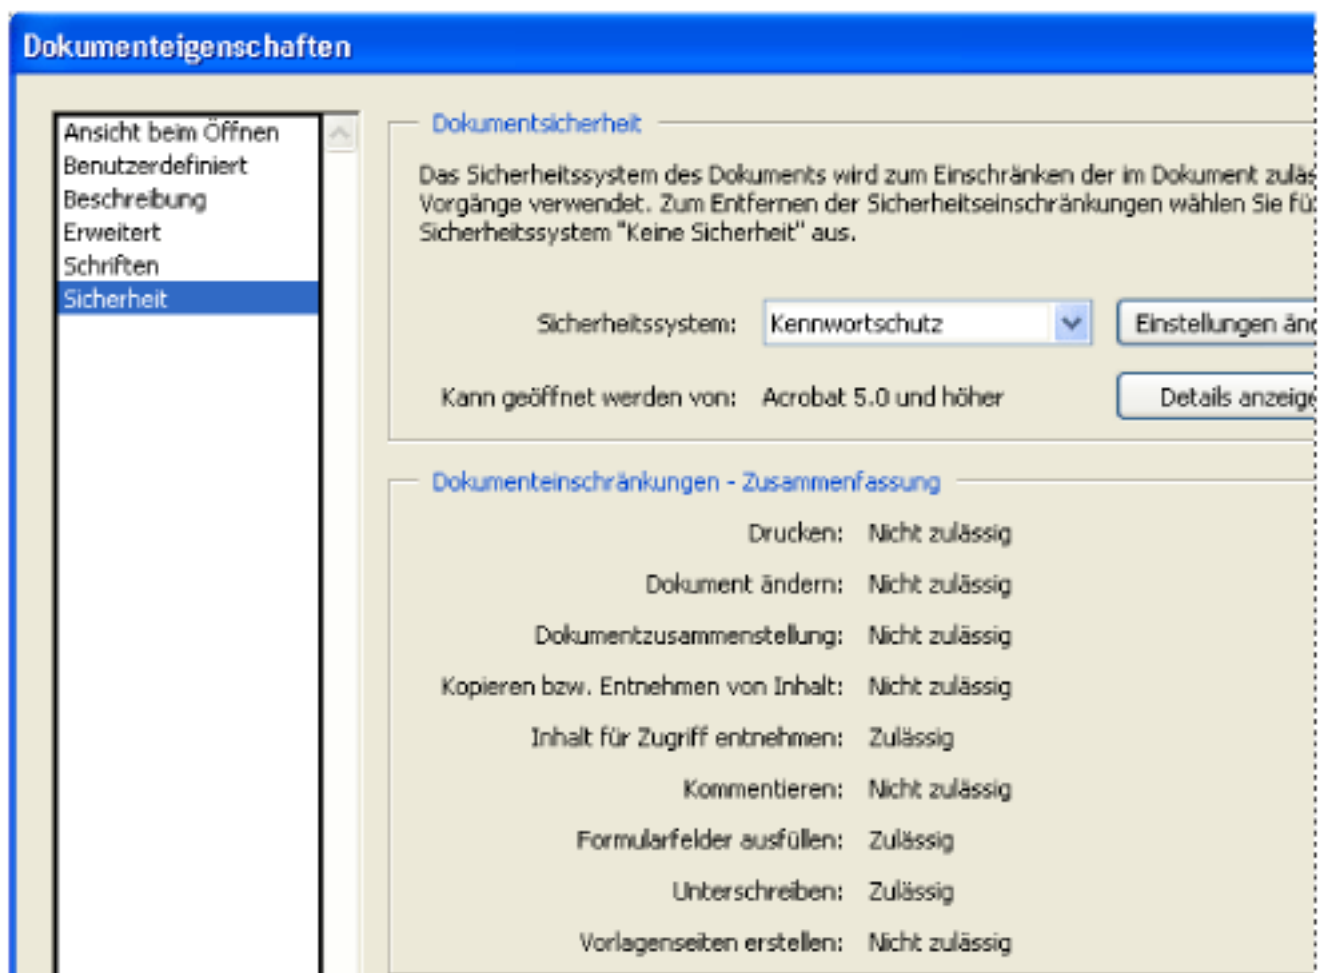 Dokumenteigenschaften
Ansicht beim Öffnen
Benutzerdefiniert
Beschreibung
Erweitert
Schriften
Sicherheit
Dokumentsicherheit
Das Sicherheitssystem des Dokuments wird zum Einschränken der im Dokument
Vorgänge verwendet. Zum Entfernen der Sicherheitseinschränkungen wählen Sie
Sicherheitssystem "Keine Sicherheit" aus.
Sicherheitssystem: Kennwortschutz Einstellungen
Kann geöffnet werden von: Acrobat 5.0 und höher Details
Dokumenteinschränkungen - Zusammenfassung
Drucken: Nicht zulässig
Dokument ändern: Nicht zulässig
Dokumentzusammenstellung: Nicht zulässig
Kopieren bzw. Entnehmen von Inhalt: Nicht zulässig
Inhalt für Zugriff entnehmen: Zulässig
Kommentieren: Nicht zulässig
Formularfelder ausfüllen: Zulässig
Unterschreiben: Zulässig
Vorlagenseiten erstellen: Nicht zulässig